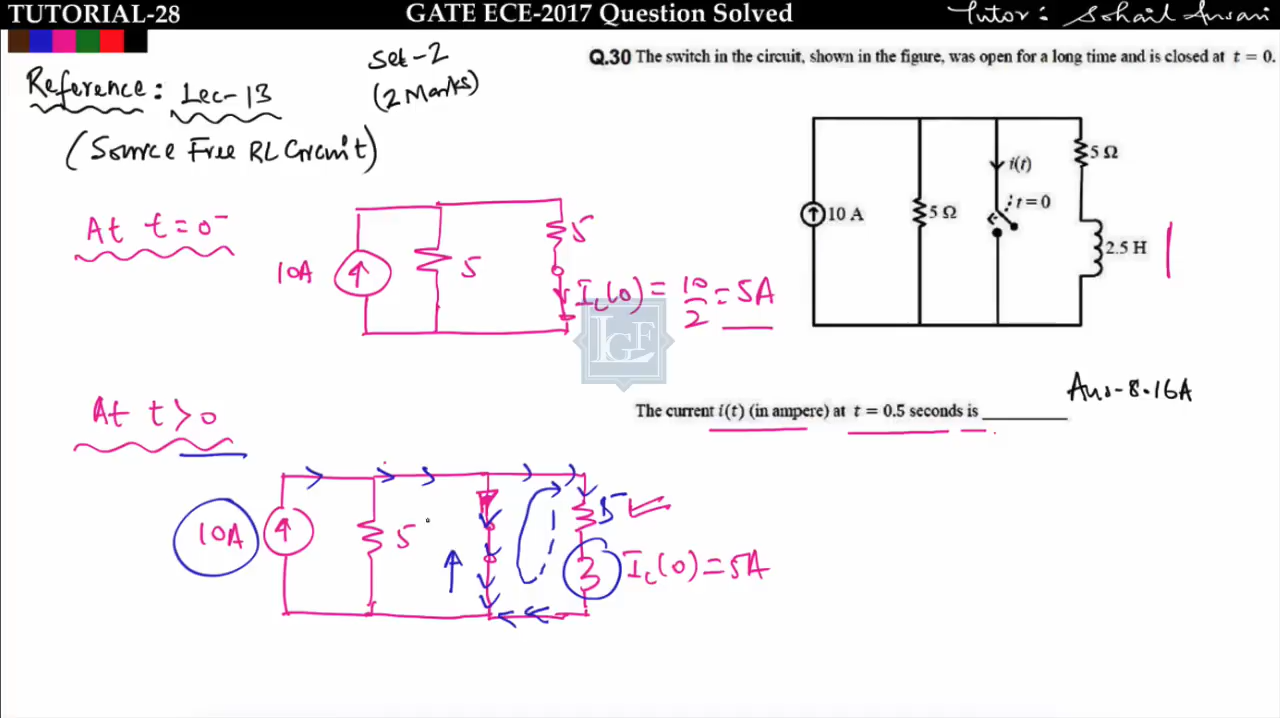 TUTORIAL-28
GATE ECE-2017 Question Solved
Tutor: Sohail Ansari
Reference: Lec-13
(Source Free RL Circuit)
Set-2
(2 Marks)
Q.30 The switch in the circuit, shown in the figure, was open for a long time and is closed at t = 0.
10 A
5 Ω
i(t)
t=0
5 Ω
2.5 H
At t=0⁻
10A
5
5
I_L(0) = 10/2 = 5A
LGF
Ans-8.16A
The current i(t) (in ampere) at t = 0.5 seconds is ________
At t>0
10A
5
5
I_L(0) = 5A